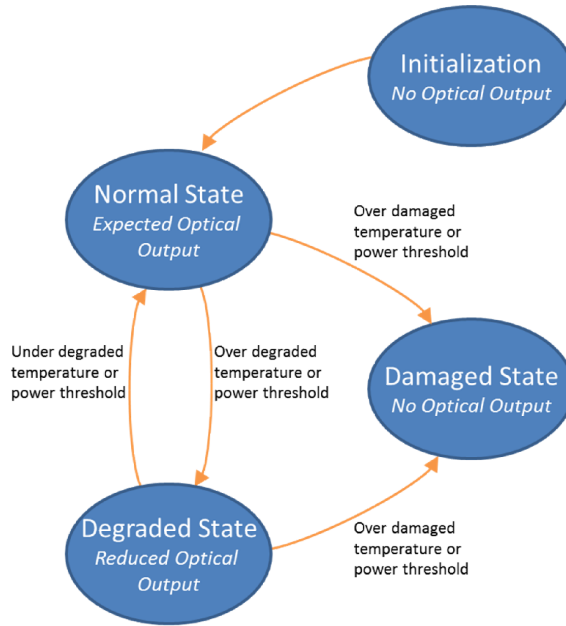 Initialization
No Optical Output
Normal State
Expected Optical
Output
Over damaged
temperature or
power threshold
Under degraded
temperature or
power threshold
Over degraded
temperature or
power threshold
Damaged State
No Optical Output
Degraded State
Reduced Optical
Output
Over damaged
temperature or
power threshold